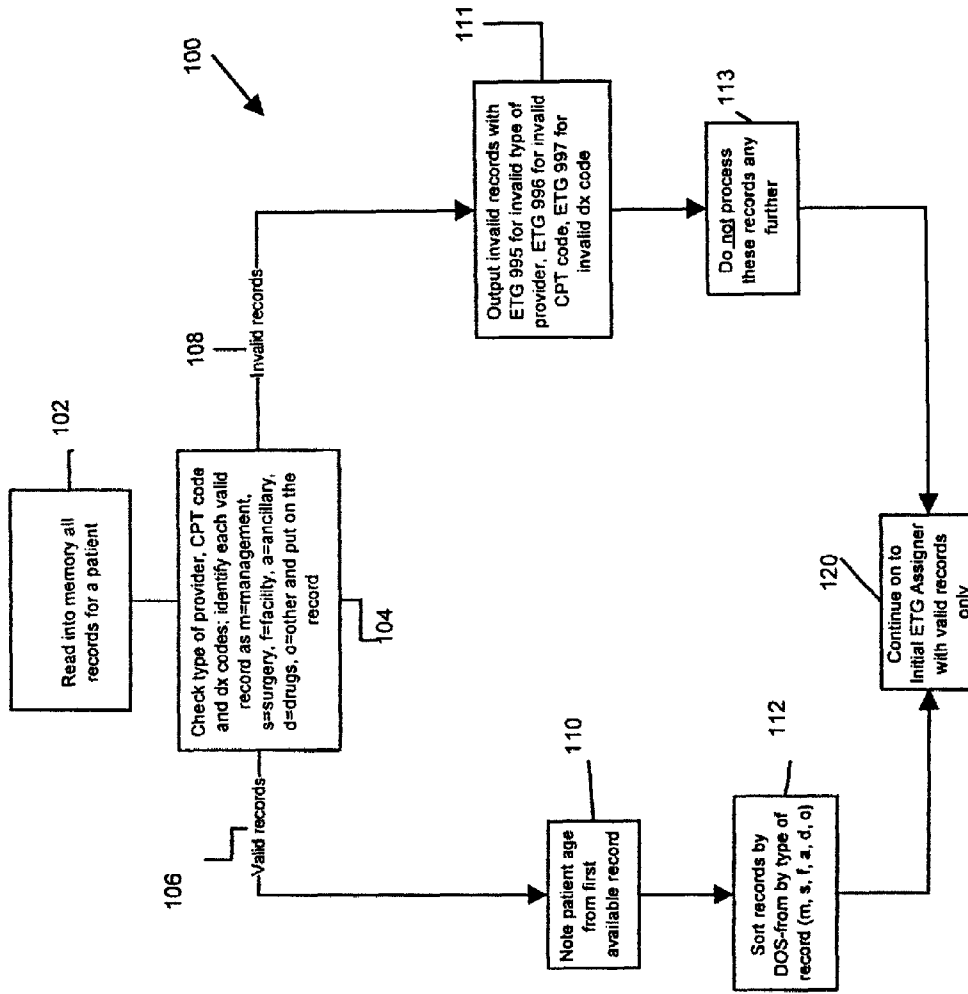 100
102
Read into memory all
records for a patient
Check type of provider, CPT code
and dx codes; identify each valid
record as m=management,
s=surgery, f=facility, a=ancillary,
d=drugs, o=other and put on the
record
104
106
Valid records
108
Invalid records
110
Note patient age
from first
available record
112
Sort records by
DOS-from by type of
record (m, s, f, a, d, o)
111
Output invalid records with
ETG 995 for invalid type of
provider, ETG 996 for invalid
CPT code, ETG 997 for
invalid dx code
113
Do not process
these records any
further
120
Continue on to
Initial ETG Assigner
with valid records
only